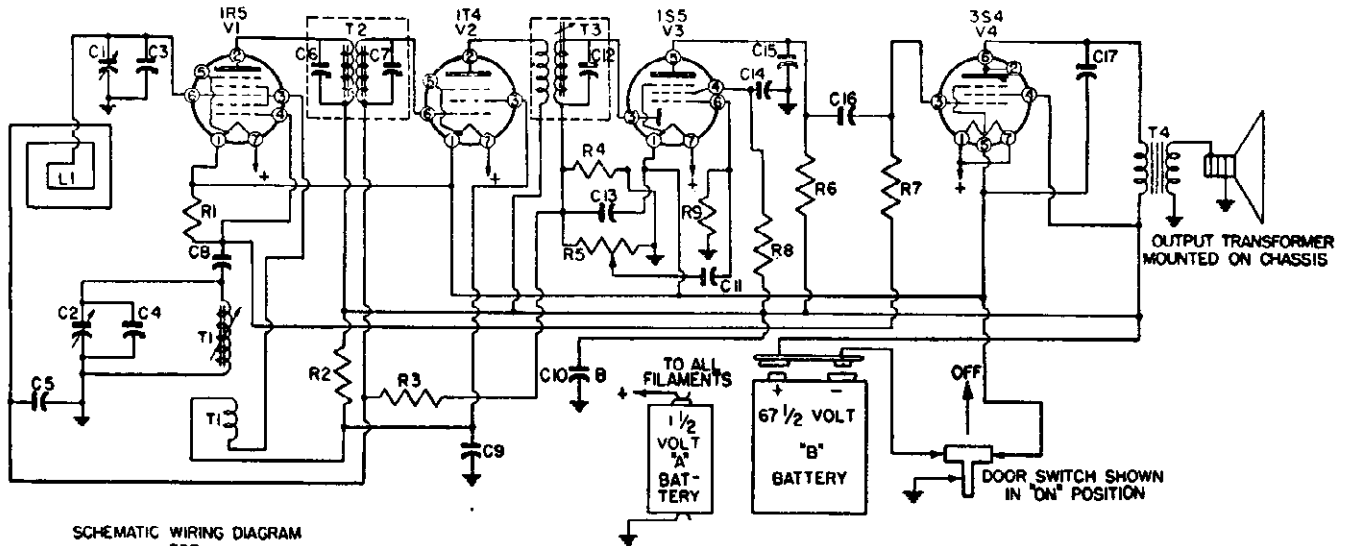 1R5
V1
1T4
V2
1S5
V3
3S4
V4
C1
C3
T2
C6
C7
T3
C12
C15
C14
C16
C17
T4
L1
R1
C8
R4
C13
R5
R9
C11
R8
R6
R7
OUTPUT TRANSFORMER
MOUNTED ON CHASSIS
C2
C4
T1
C5
T1
R2
R3
C9
C10
B
TO ALL
FILAMENTS
+
1 1/2
VOLT
"A"
BAT-
TERY
+ -
67 1/2 VOLT
"B"
BATTERY
OFF
DOOR SWITCH SHOWN
IN "ON" POSITION
SCHEMATIC WIRING DIAGRAM